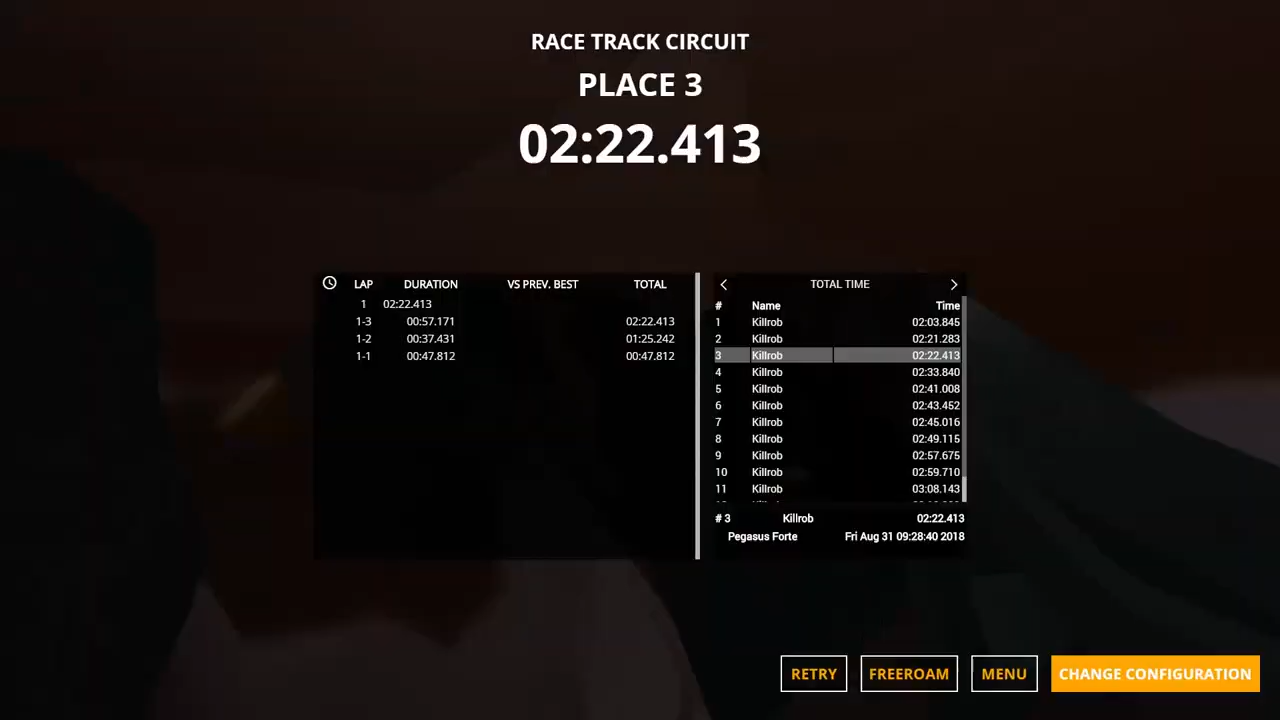 RACE TRACK CIRCUIT
PLACE 3
02:22.413
LAP DURATION VS PREV. BEST TOTAL
1 02:22.413
1-3 00:57.171 02:22.413
1-2 00:37.431 01:25.242
1-1 00:47.812 00:47.812
< TOTAL TIME >
# Name Time
1 Killrob 02:03.845
2 Killrob 02:21.283
3 Killrob 02:22.413
4 Killrob 02:33.840
5 Killrob 02:41.008
6 Killrob 02:43.452
7 Killrob 02:45.016
8 Killrob 02:49.115
9 Killrob 02:57.675
10 Killrob 02:59.710
11 Killrob 03:08.143
# 3 Killrob 02:22.413
Pegasus Forte Fri Aug 31 09:28:40 2018
RETRY FREEROAM MENU CHANGE CONFIGURATION